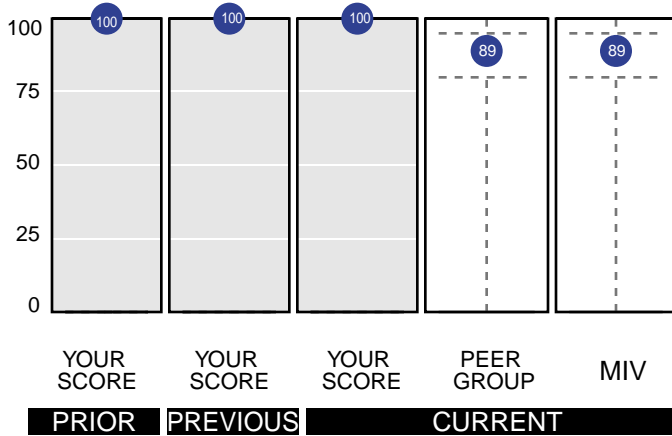 100
75
50
25
0
100
100
100
89
89
YOUR
SCORE
YOUR
SCORE
YOUR
SCORE
PEER
GROUP
MIV
PRIOR
PREVIOUS
CURRENT